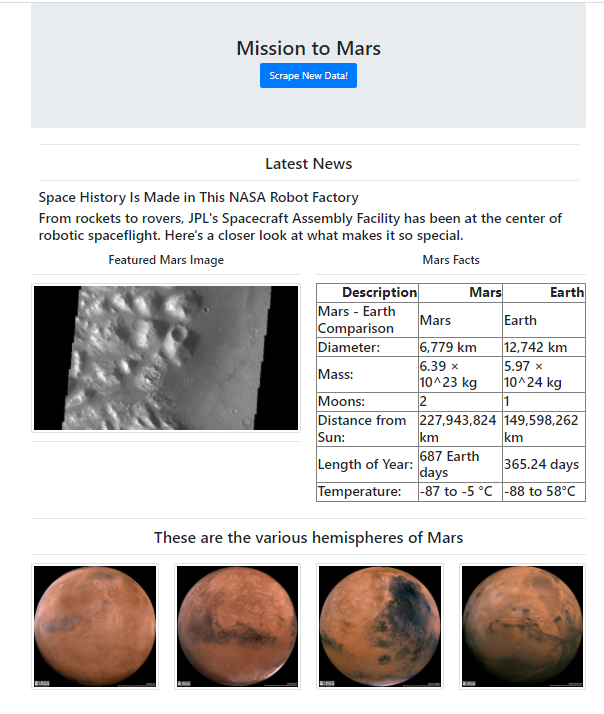 Mission to Mars
Scrape New Data!
Latest News
Space History Is Made in This NASA Robot Factory
From rockets to rovers, JPL's Spacecraft Assembly Facility has been at the center of
robotic spaceflight. Here's a closer look at what makes it so special.
Featured Mars Image
Mars Facts
Description Mars Earth
Mars - Earth
Comparison
Mars
Earth
Diameter: 6,779 km 12,742 km
Mass:
6.39 ×
10^23 kg
5.97 ×
10^24 kg
Moons: 2 1
Distance from
Sun:
227,943,824
km
149,598,262
km
Length of Year:
687 Earth
days
365.24 days
Temperature: -87 to -5 °C -88 to 58°C
These are the various hemispheres of Mars